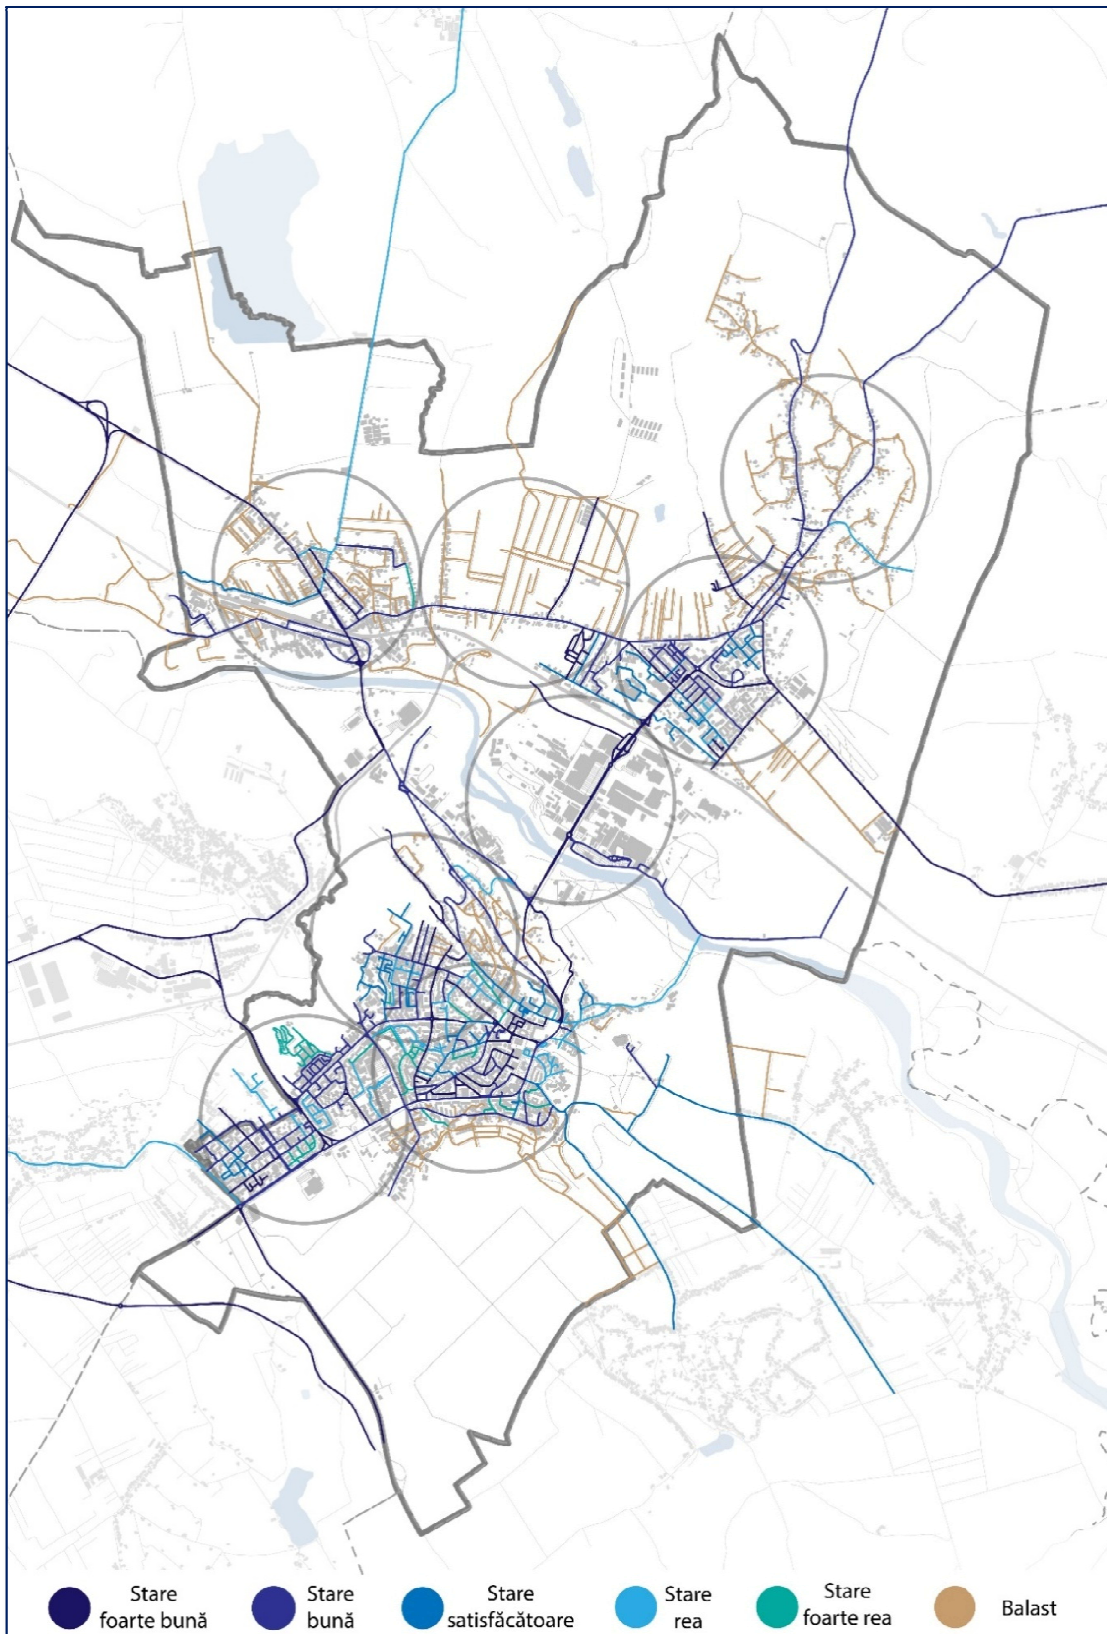 Stare
foarte bună
Stare
bună
Stare
satisfăcătoare
Stare
rea
Stare
foarte rea
Balast